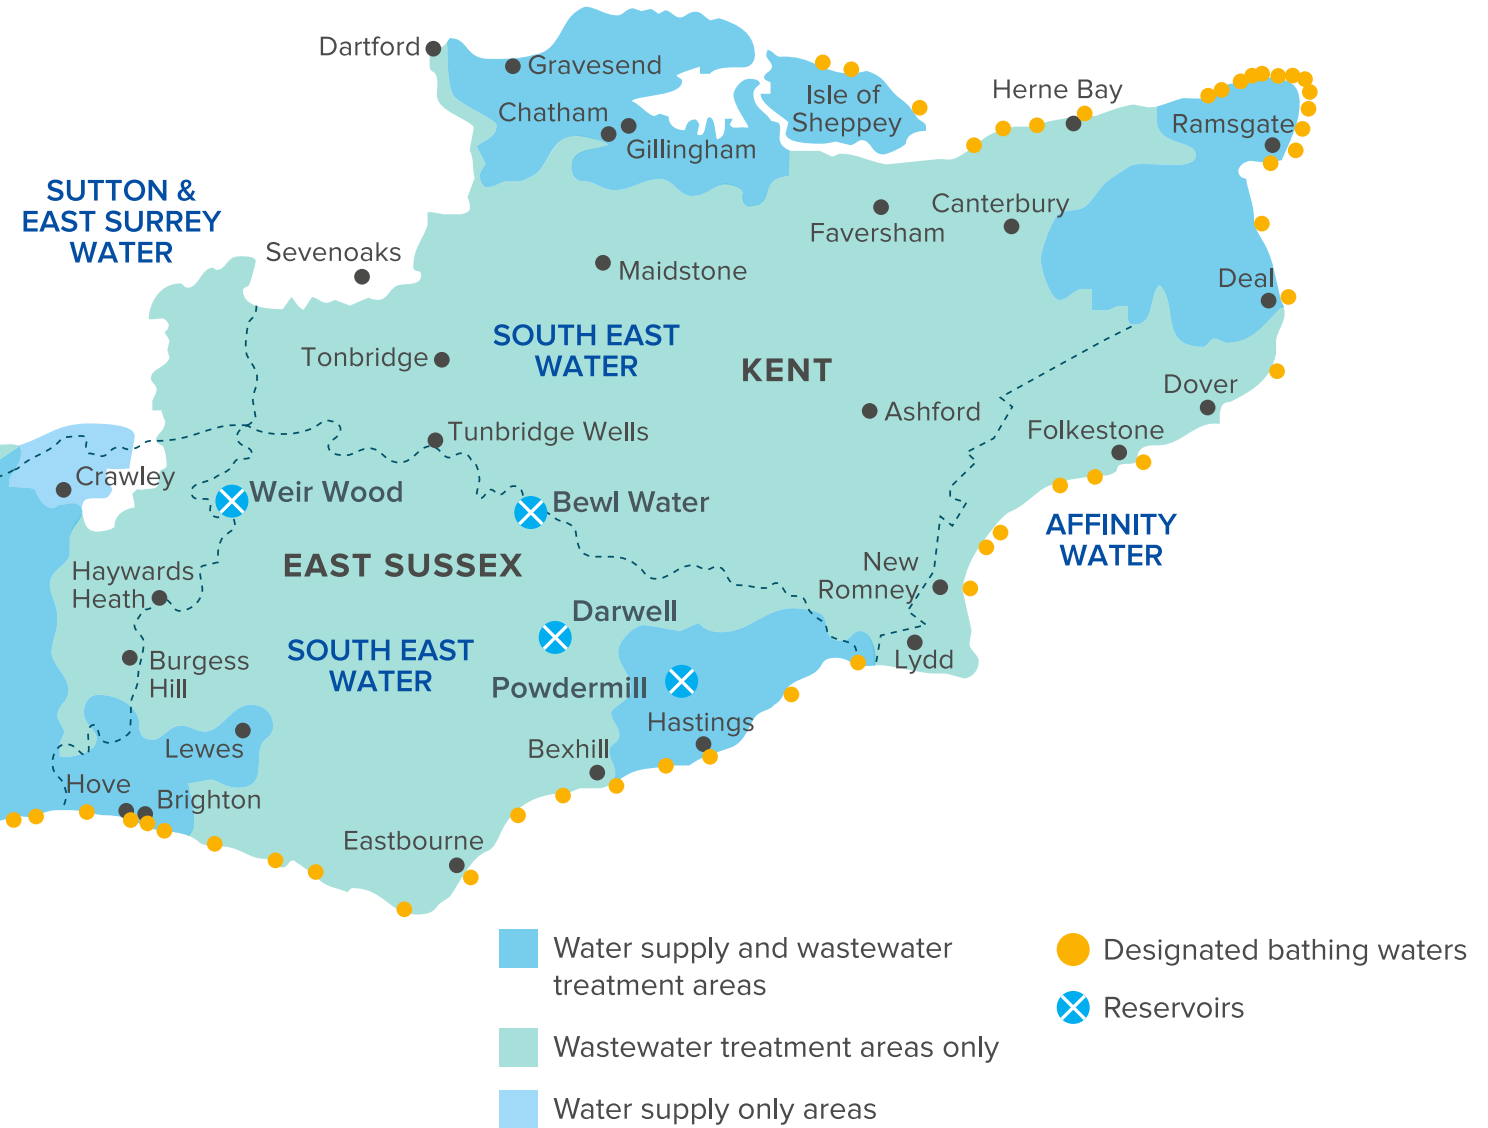 Dartford
Gravesend
Chatham
Gillingham
Isle of
Sheppey
Herne Bay
Ramsgate
SUTTON &
EAST SURREY
WATER
Sevenoaks
Maidstone
Faversham
Canterbury
Deal
SOUTH EAST
WATER
KENT
Tonbridge
Ashford
Dover
Folkestone
Tunbridge Wells
Crawley
Weir Wood
Bewl Water
AFFINITY
WATER
EAST SUSSEX
Haywards
Heath
New
Romney
Darwell
SOUTH EAST
WATER
Burgess
Hill
Lydd
Powdermill
Hastings
Lewes
Bexhill
Hove
Brighton
Eastbourne
Water supply and wastewater
treatment areas
Wastewater treatment areas only
Water supply only areas
Designated bathing waters
Reservoirs